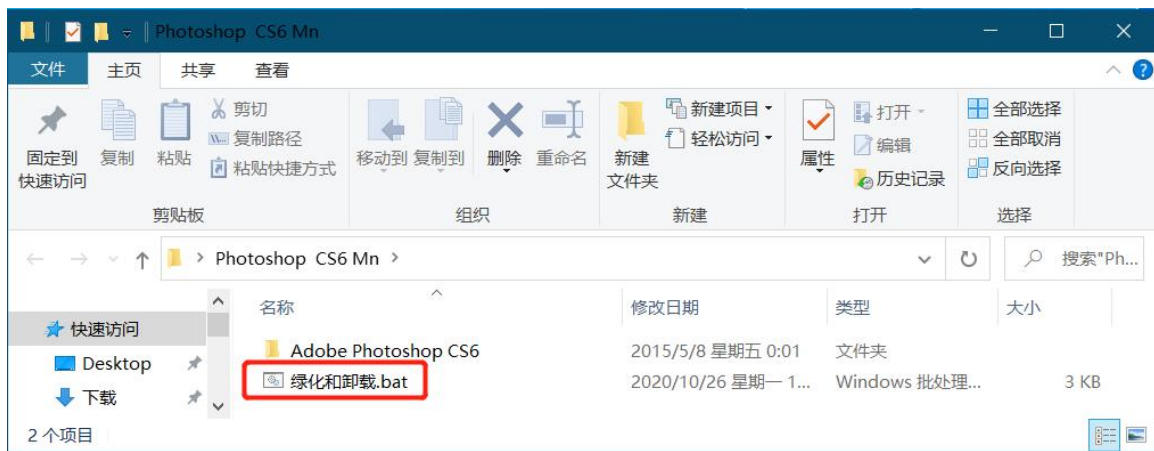 Photoshop CS6 Mn
文件 主页 共享 查看
剪切 新建项目 打开 全部选择
复制路径 轻松访问 编辑 全部取消
固定到 复制 粘贴 粘贴快捷方式 移动到 复制到 删除 重命名 新建 属性 历史记录 反向选择
快速访问 文件夹
剪贴板 组织 新建 打开 选择
Photoshop CS6 Mn 搜索"Ph...
名称 修改日期 类型 大小
快速访问
Desktop Adobe Photoshop CS6 2015/5/8 星期五 0:01 文件夹
下载 绿化和卸载.bat 2020/10/26 星期一 1... Windows 批处理... 3 KB
2 个项目